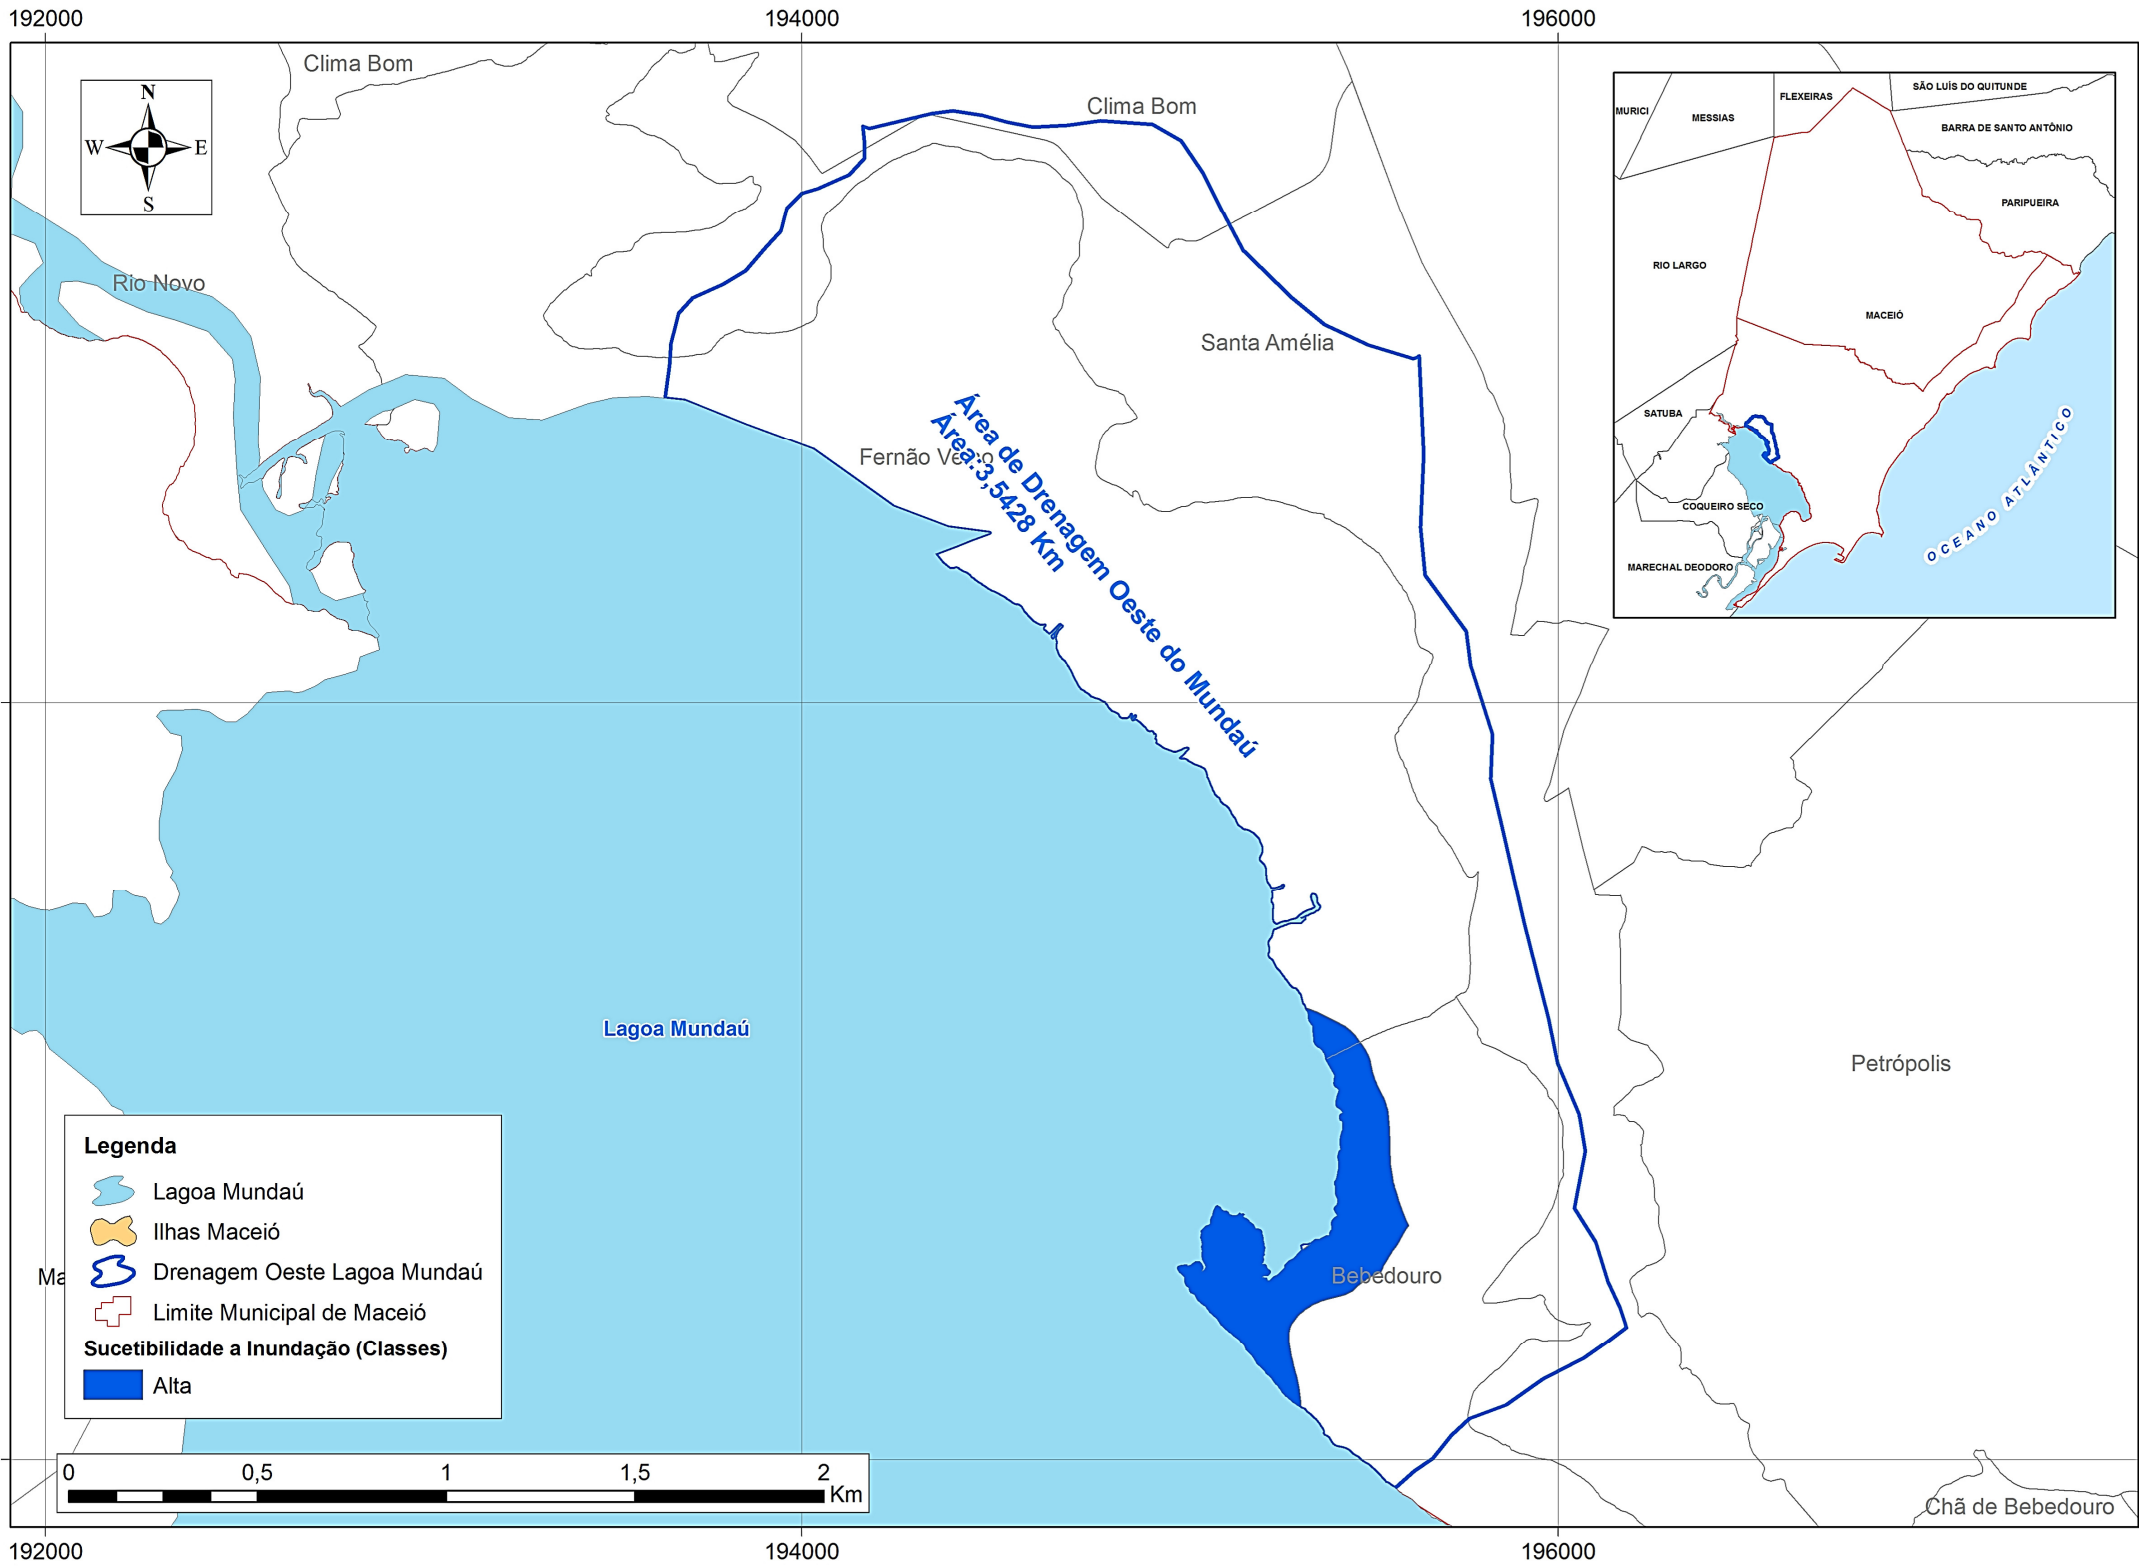 192000
194000
196000
Clima Bom
Clima Bom
N
W
E
S
Rio Novo
Santa Amélia
Fernão Velho
Área de Drenagem Oeste do Mundaú
Área:3,5428 Km
MURICI
MESSIAS
FLEXEIRAS
SÃO LUÍS DO QUITUNDE
BARRA DE SANTO ANTÔNIO
PARIPUEIRA
RIO LARGO
MACEIÓ
SATUBA
COQUEIRO SECO
MARECHAL DEODORO
OCEANO ATLÂNTICO
Lagoa Mundaú
Petrópolis
Bebedouro
Chã de Bebedouro
Ma
Legenda
Lagoa Mundaú
Ilhas Maceió
Drenagem Oeste Lagoa Mundaú
Limite Municipal de Maceió
Sucetibilidade a Inundação (Classes)
Alta
0
0,5
1
1,5
2
Km
192000
194000
196000